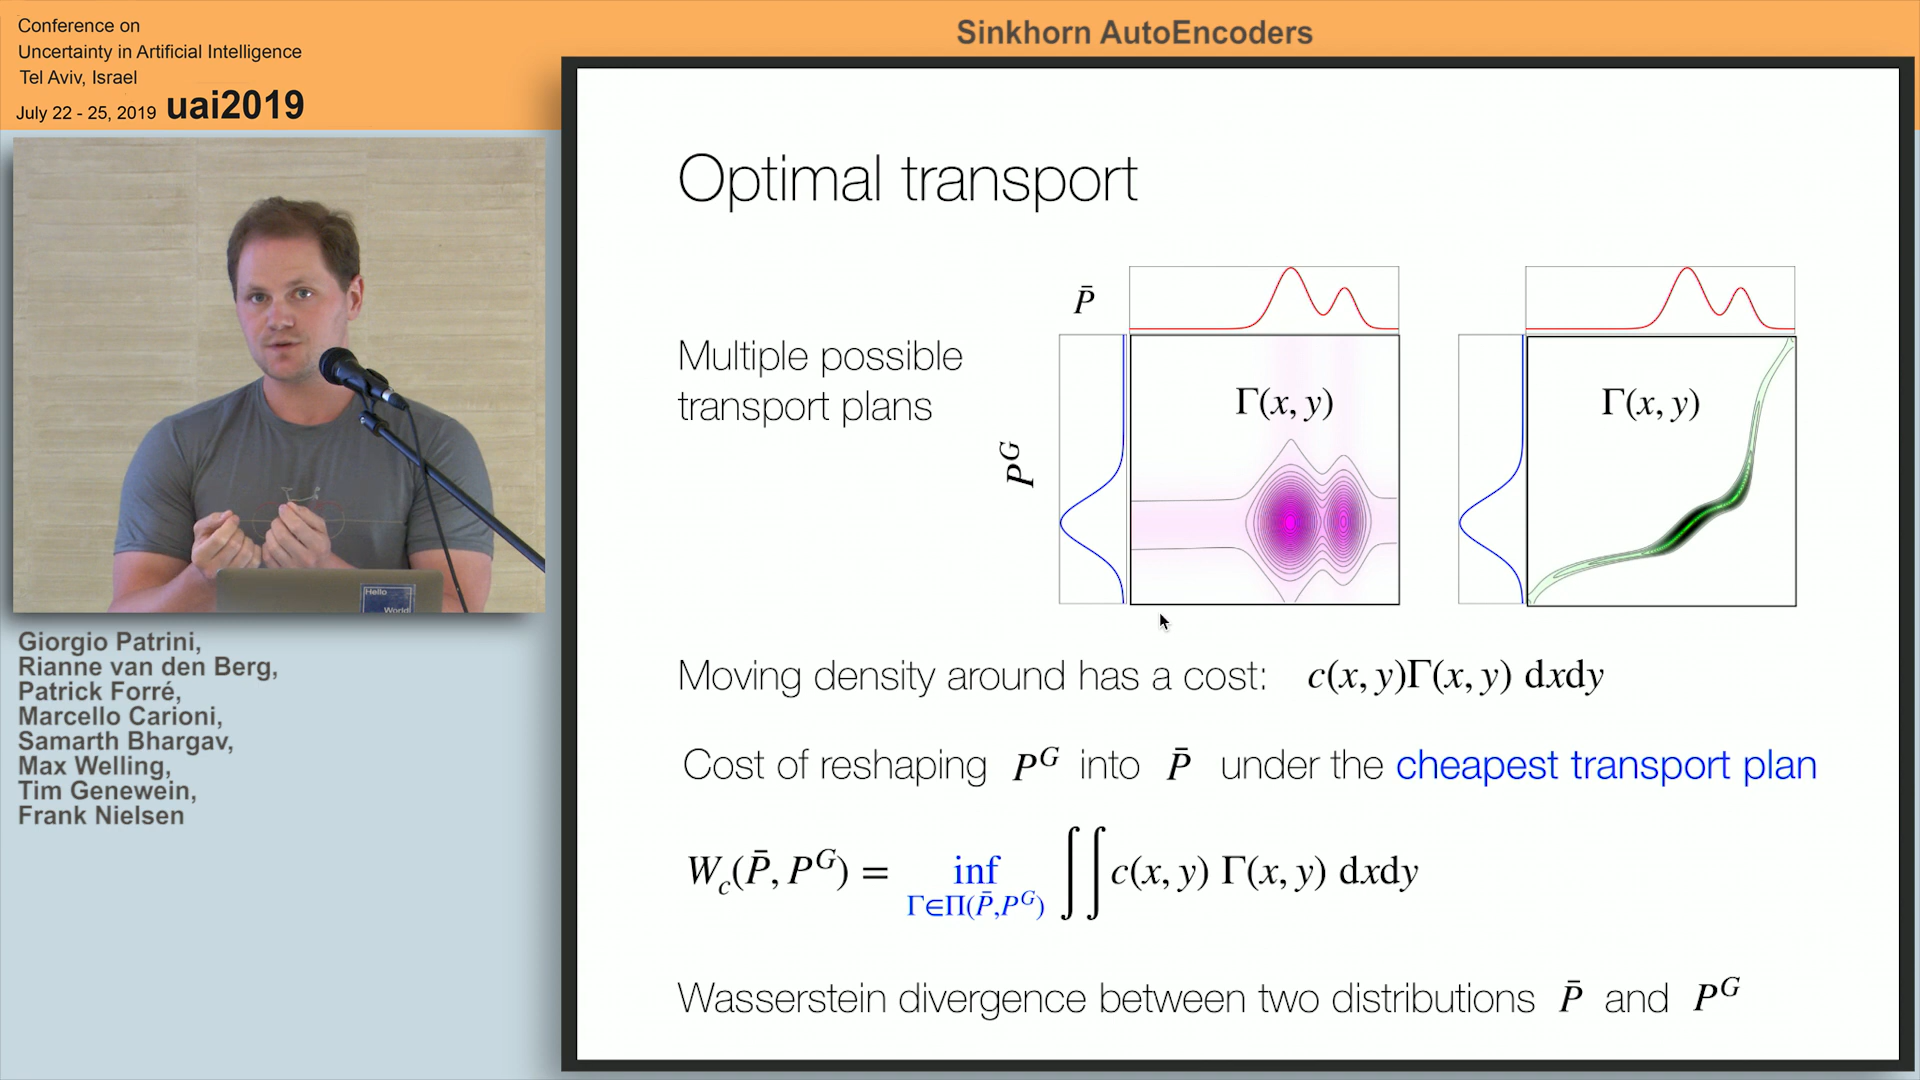 Conference on
Uncertainty in Artificial Intelligence
Tel Aviv, Israel
July 22 - 25, 2019 uai2019
Sinkhorn AutoEncoders
Optimal transport
Multiple possible
transport plans
P̄
P^G
Γ(x, y)
Γ(x, y)
Moving density around has a cost: c(x, y)Γ(x, y) dxdy
Cost of reshaping P^G into P̄ under the cheapest transport plan
W_c(P̄, P^G) = inf_{Γ∈Π(P̄,P^G)} ∫∫ c(x, y) Γ(x, y) dxdy
Wasserstein divergence between two distributions P̄ and P^G
Hello
World!
Giorgio Patrini,
Rianne van den Berg,
Patrick Forré,
Marcello Carioni,
Samarth Bhargav,
Max Welling,
Tim Genewein,
Frank Nielsen